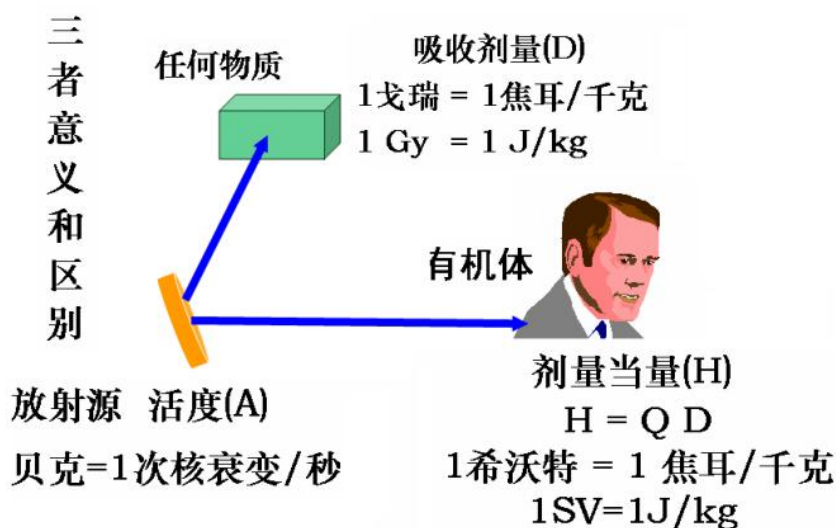 三者意义和区别
任何物质
吸收剂量(D)
1戈瑞 = 1焦耳/千克
1 Gy = 1 J/kg
有机体
放射源 活度(A)
贝克=1次核衰变/秒
剂量当量(H)
H = Q D
1希沃特 = 1 焦耳/千克
1SV=1J/kg